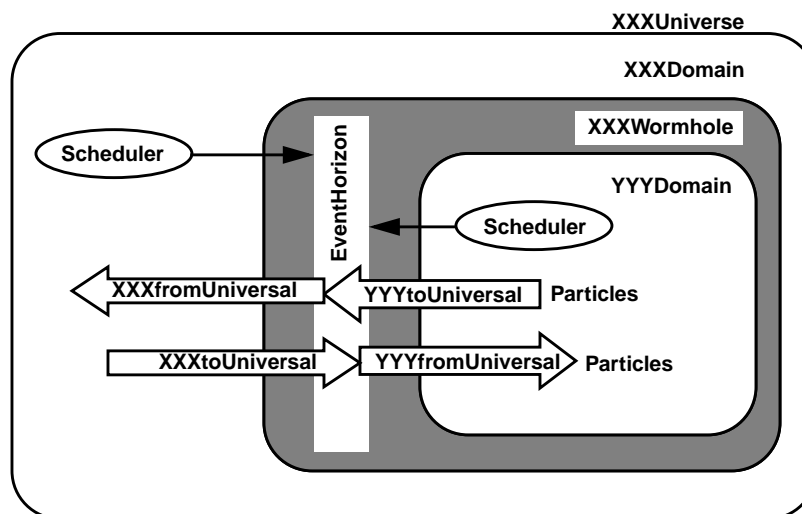 XXXUniverse
XXXDomain
XXXWormhole
Scheduler
EventHorizon
YYYDomain
Scheduler
XXXfromUniversal
YYYtoUniversal
Particles
XXXtoUniversal
YYYfromUniversal
Particles